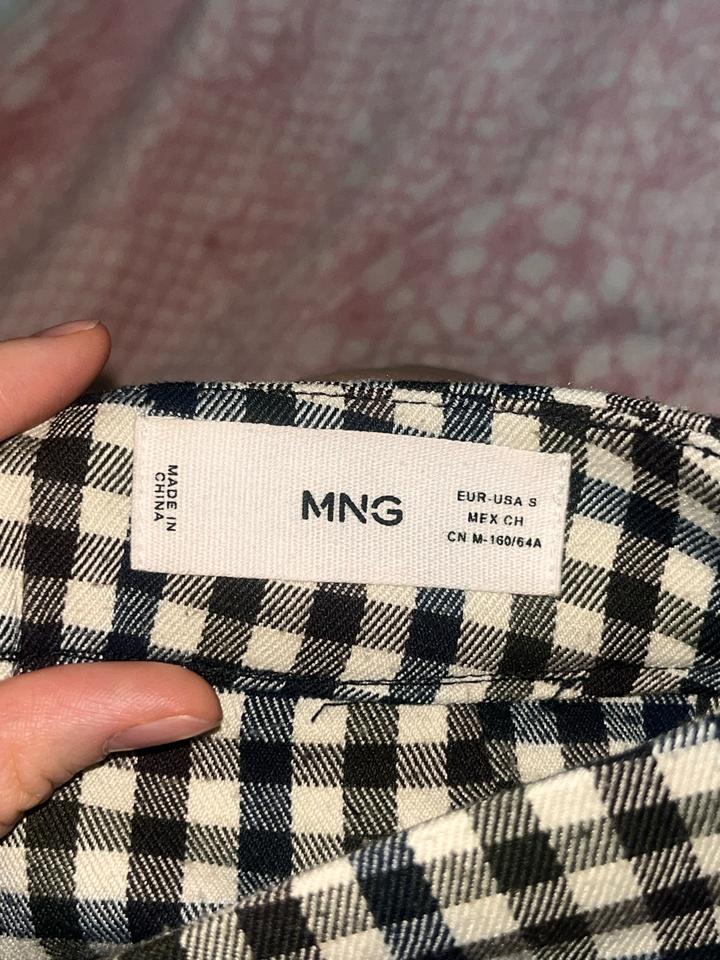 MADE IN
CHINA
MNG
EUR-USA S
MEX CH
CN M-160/64A